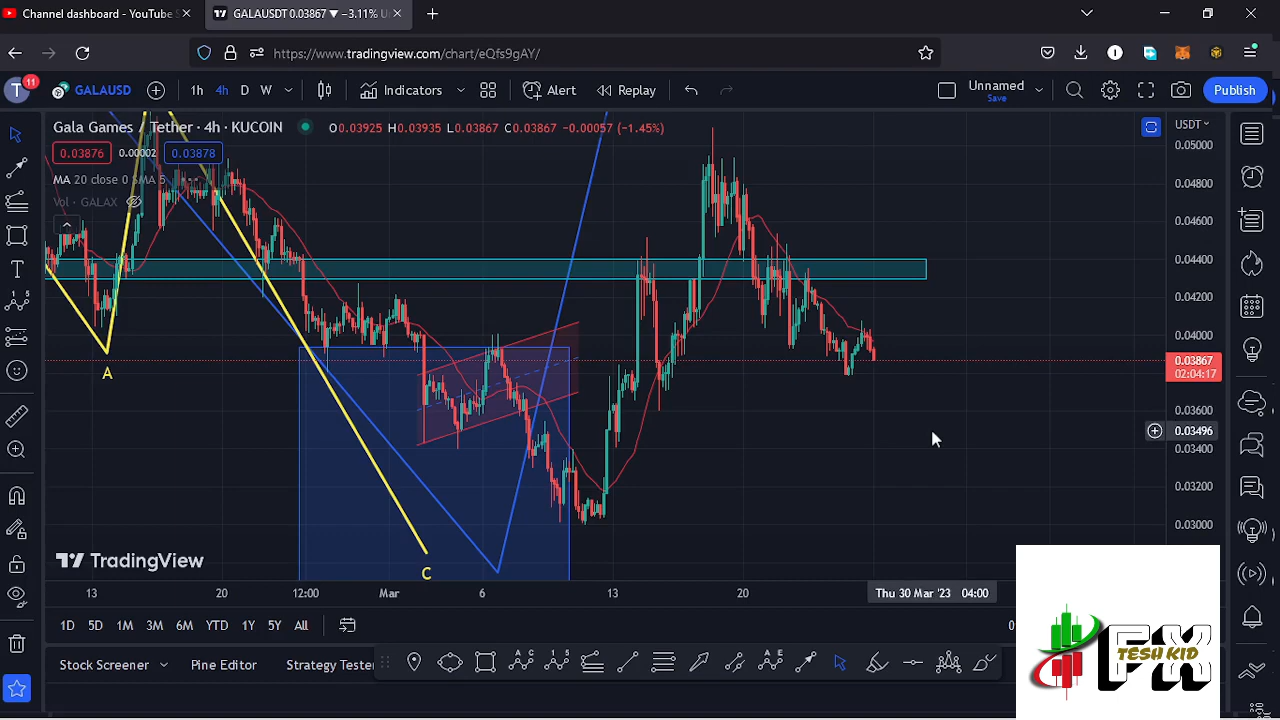 Channel dashboard - YouTube S
GALAUSDT 0.03867 ▼ −3.11% U
https://www.tradingview.com/chart/eQfs9gAY/
T
11
GALAUSD
1h
4h
D
W
Indicators
Alert
Replay
Unnamed
Save
Publish
Gala Games / Tether · 4h · KUCOIN
O0.03925 H0.03935 L0.03867 C0.03867 −0.00057 (−1.45%)
0.03876
0.00002
0.03878
MA 20 close 0 SMA 5
Vol · GALAX
USDT
0.05000
0.04800
0.04600
0.04400
0.04200
0.04000
0.03867
02:04:17
0.03600
0.03496
0.03400
0.03200
0.03000
A
C
TradingView
13
20
12:00
Mar
6
13
20
Thu 30 Mar '23 04:00
1D
5D
1M
3M
6M
YTD
1Y
5Y
All
Stock Screener
Pine Editor
Strategy Teste
FX
TESH KID